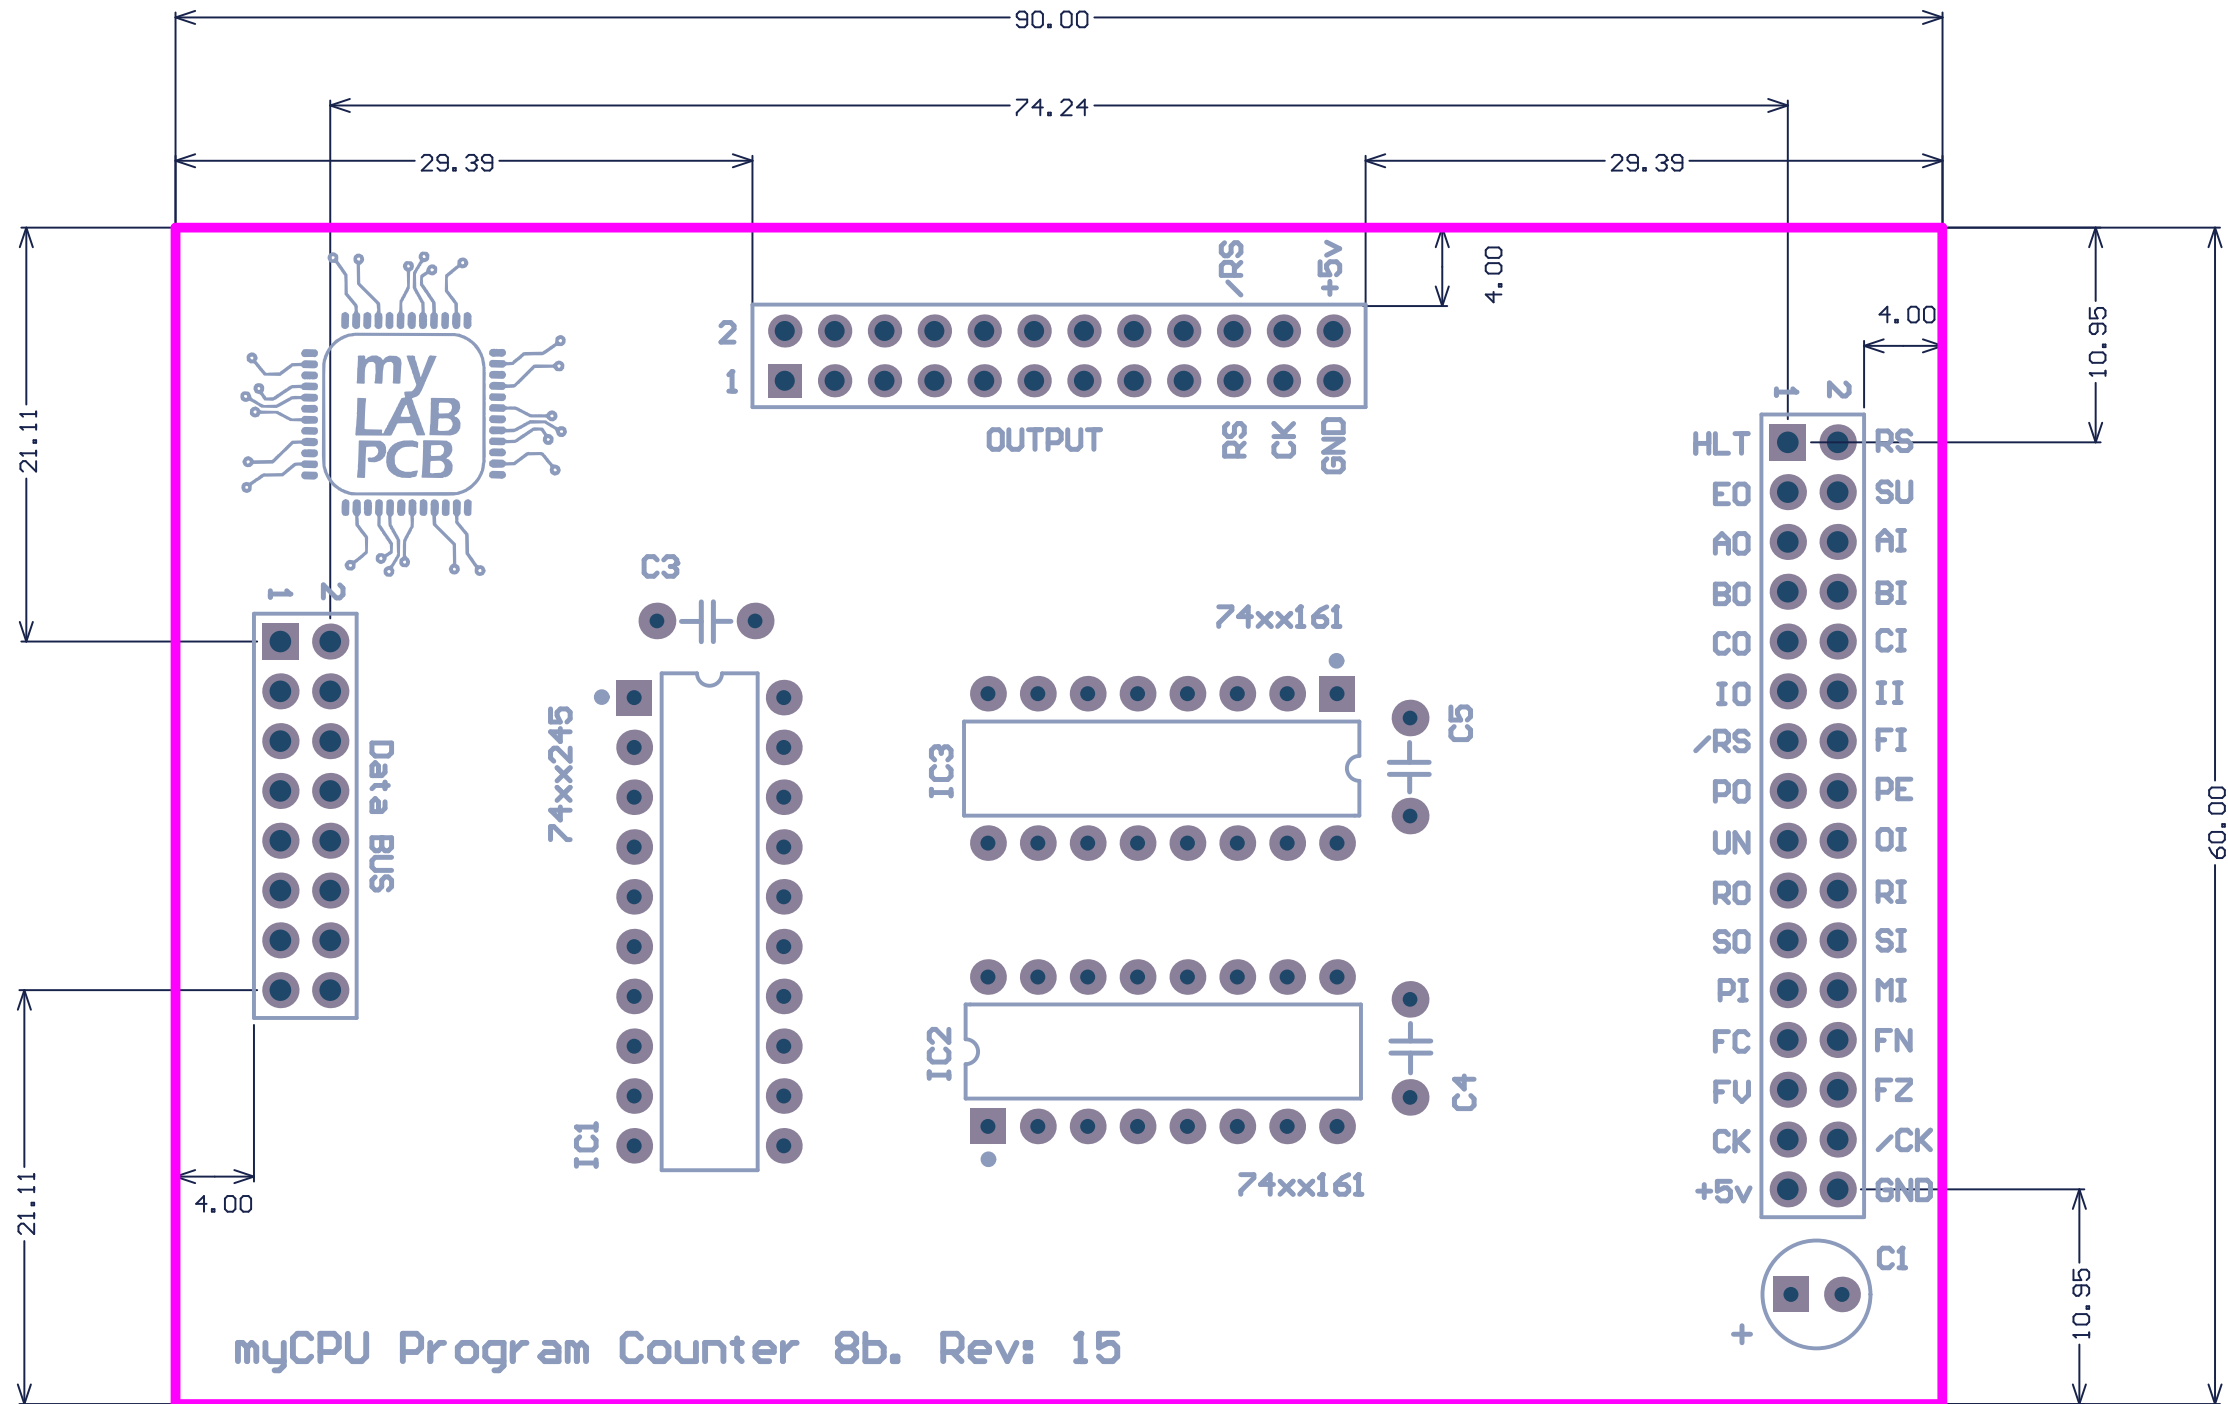 90.00
74.24
29.39
29.39
/RS
+5v
4.00
4.00
10.95
21.11
my
LAB
PCB
2
1
OUTPUT
RS
CK
GND
1
2
HLT
RS
EO
SU
AO
AI
BO
BI
CO
CI
IO
II
/RS
FI
PO
PE
UN
OI
RO
RI
SO
SI
PI
MI
FC
FN
FV
FZ
CK
/CK
+5v
GND
C3
1
2
Data BUS
74xx245
IC1
74xx161
IC3
C5
IC2
C4
74xx161
60.00
21.11
4.00
C1
+
10.95
myCPU Program Counter 8b. Rev: 15